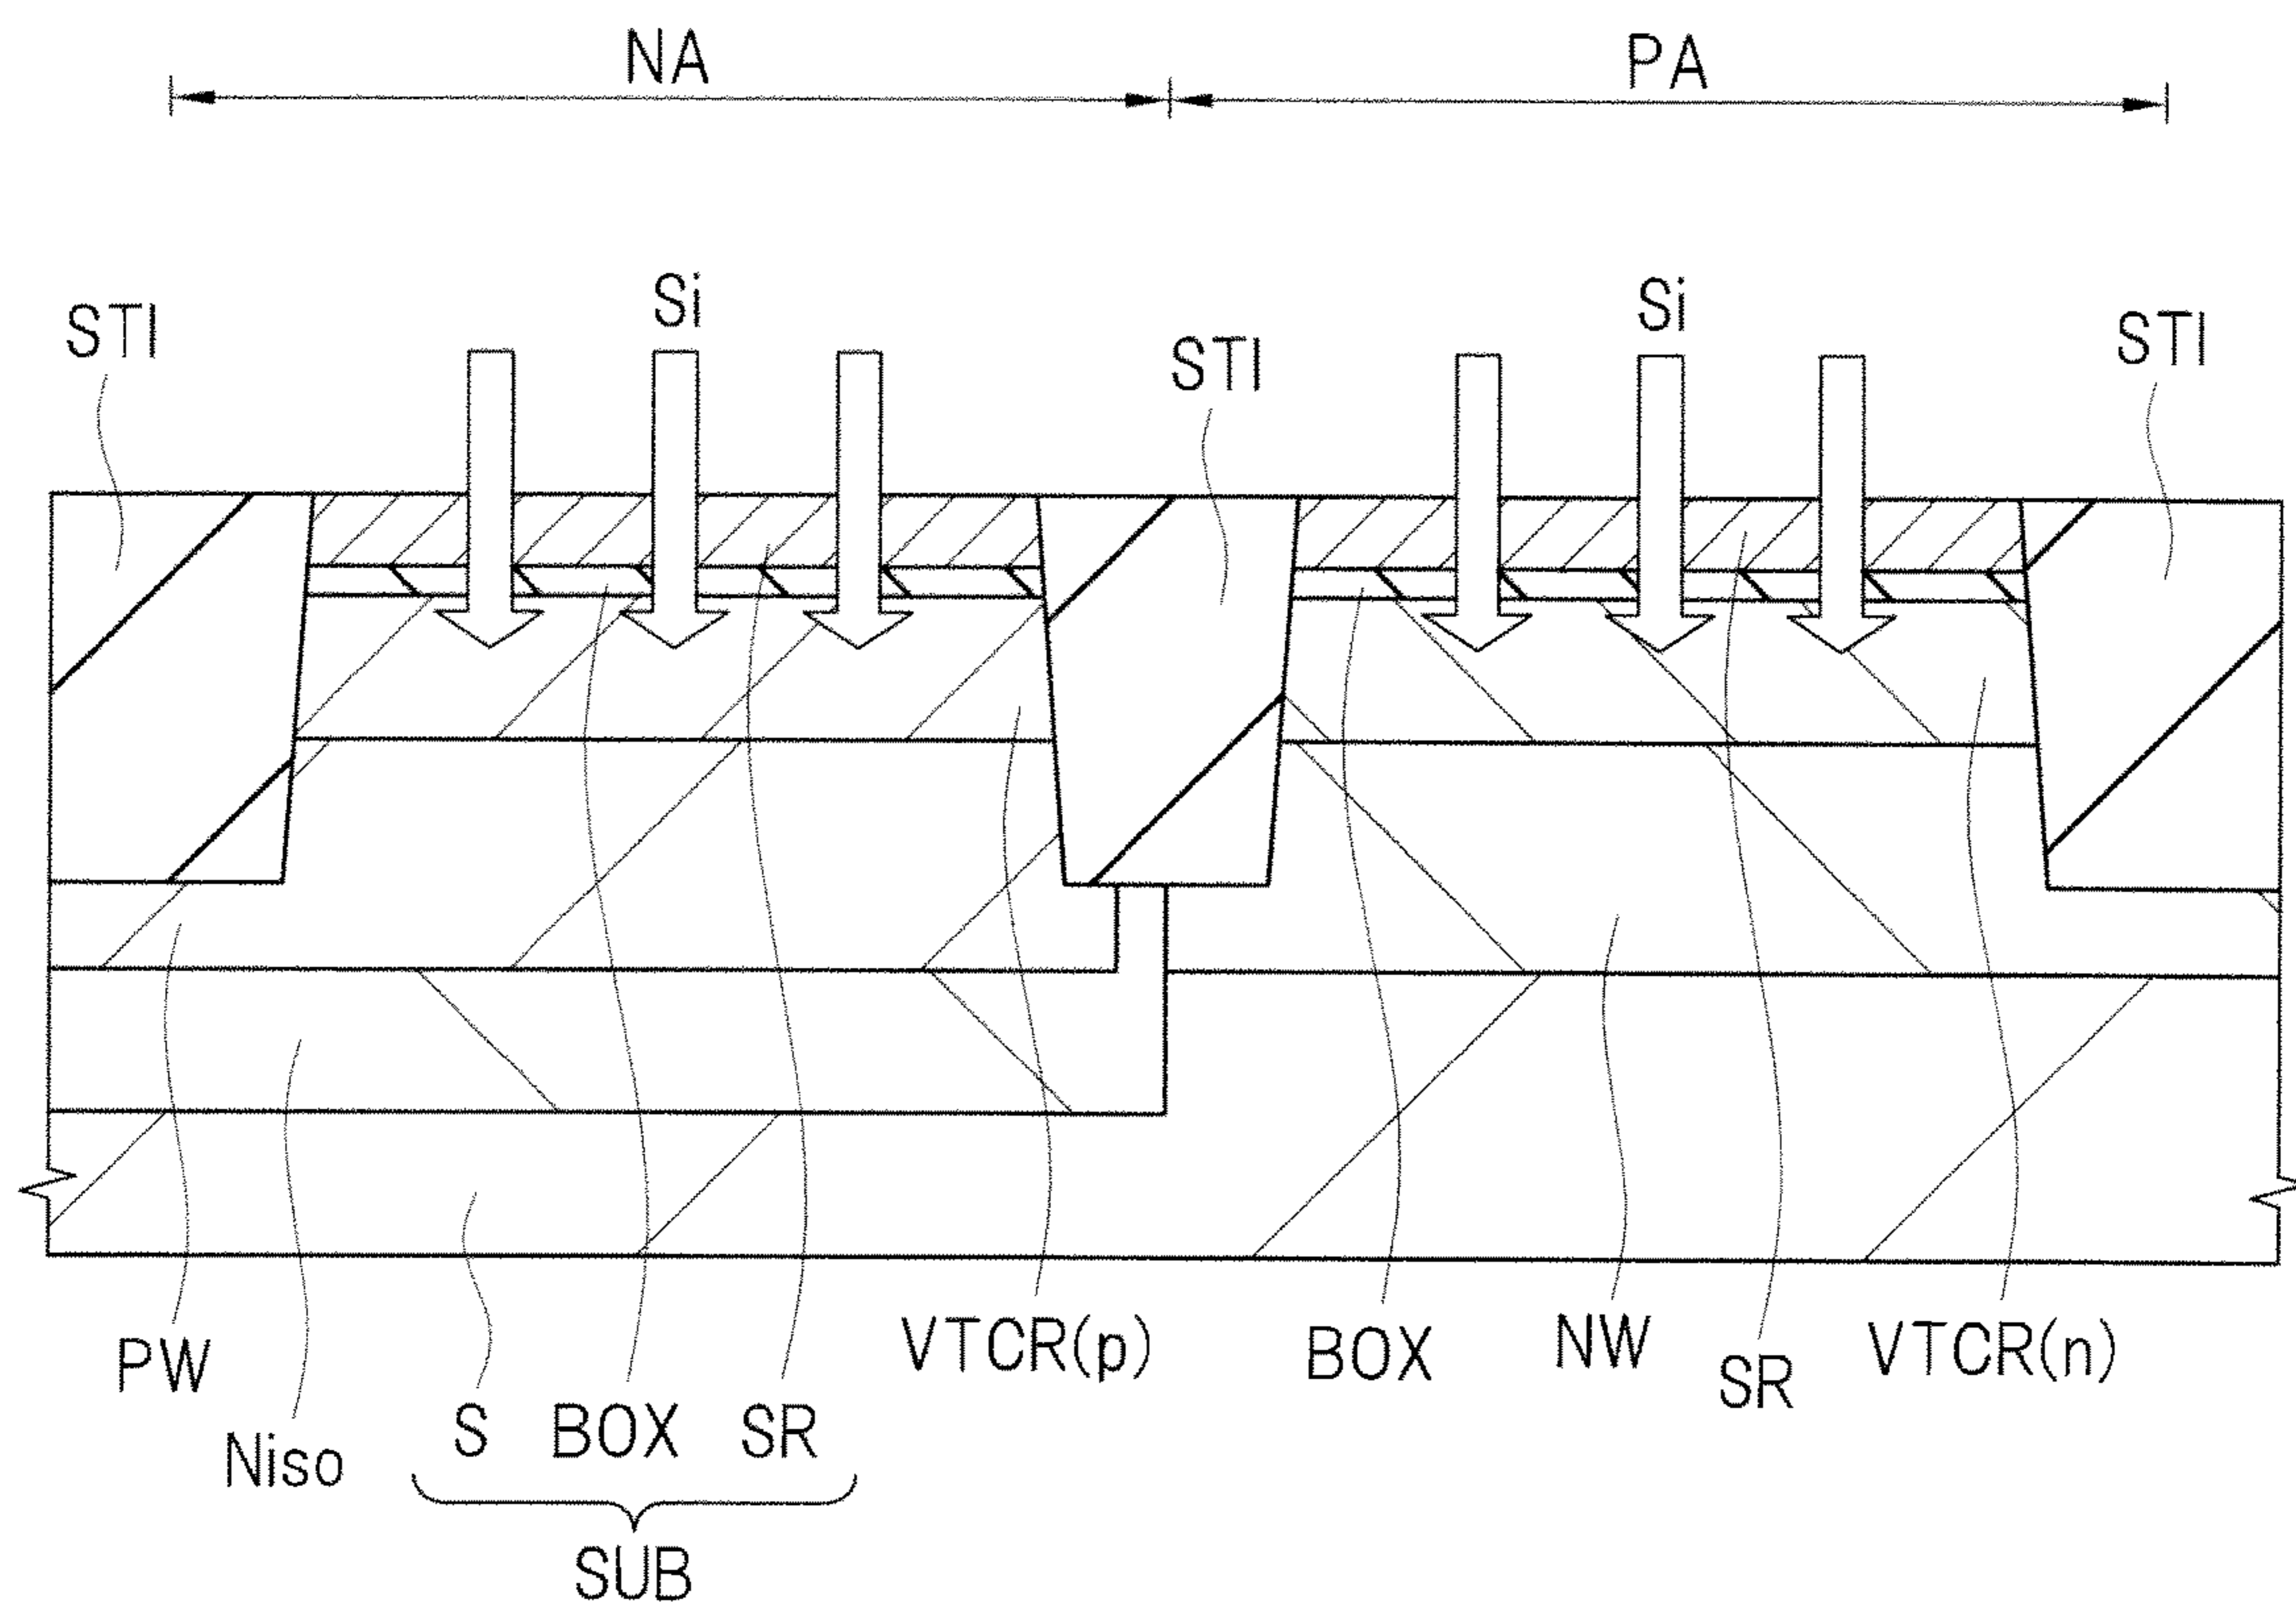 NA PA
Si Si
STI STI STI
VTCR(p) BOX NW VTCR(n)
PW SR
S BOX SR
Niso
SUB